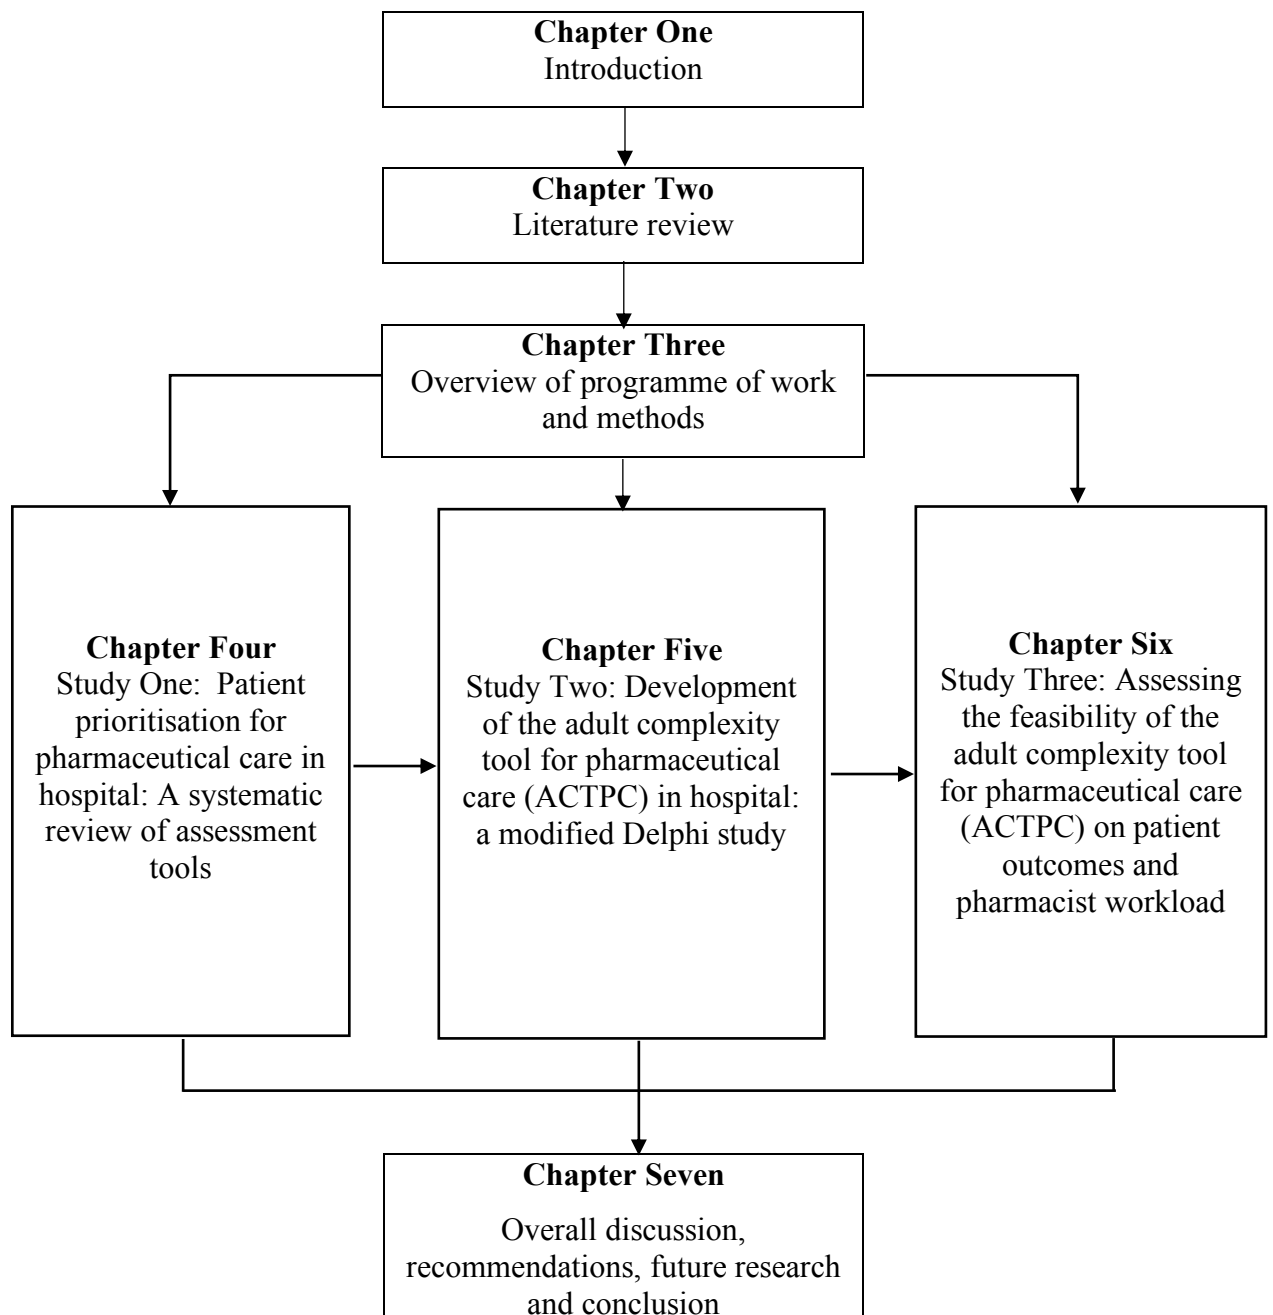 Chapter One
Introduction
Chapter Two
Literature review
Chapter Three
Overview of programme of work
and methods
Chapter Four
Study One:  Patient
prioritisation for
pharmaceutical care in
hospital: A systematic
review of assessment
tools
Chapter Five
Study Two: Development
of the adult complexity
tool for pharmaceutical
care (ACTPC) in hospital:
a modified Delphi study
Chapter Six
Study Three: Assessing
the feasibility of the
adult complexity tool
for pharmaceutical care
(ACTPC) on patient
outcomes and
pharmacist workload
Chapter Seven
Overall discussion,
recommendations, future research
and conclusion